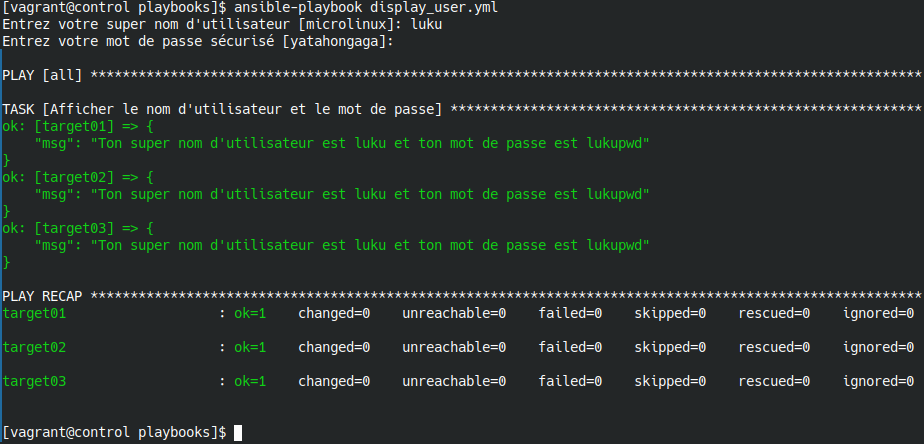 [vagrant@control playbooks]$ ansible-playbook display_user.yml
Entrez votre super nom d'utilisateur [microlinux]: luku
Entrez votre mot de passe sécurisé [yatahongaga]:

PLAY [all] ********************************************************************************************************

TASK [Afficher le nom d'utilisateur et le mot de passe] ***********************************************************
ok: [target01] => {
    "msg": "Ton super nom d'utilisateur est luku et ton mot de passe est lukupwd"
}
ok: [target02] => {
    "msg": "Ton super nom d'utilisateur est luku et ton mot de passe est lukupwd"
}
ok: [target03] => {
    "msg": "Ton super nom d'utilisateur est luku et ton mot de passe est lukupwd"
}

PLAY RECAP ********************************************************************************************************
target01                   : ok=1    changed=0    unreachable=0    failed=0    skipped=0    rescued=0    ignored=0

target02                   : ok=1    changed=0    unreachable=0    failed=0    skipped=0    rescued=0    ignored=0

target03                   : ok=1    changed=0    unreachable=0    failed=0    skipped=0    rescued=0    ignored=0

[vagrant@control playbooks]$